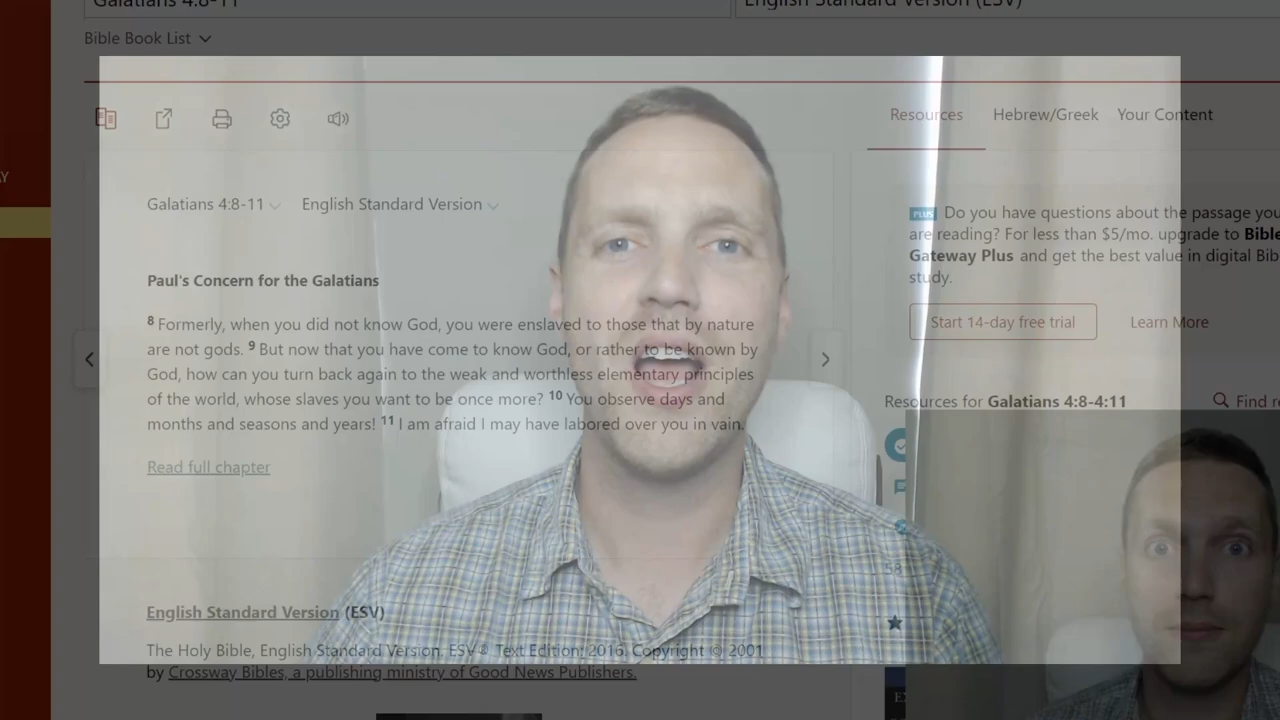 Galatians 4:8-11
English Standard Version (ESV)
Bible Book List
AY
Resources Hebrew/Greek Your Content
Galatians 4:8-11 English Standard Version
Paul's Concern for the Galatians
8 Formerly, when you did not know God, you were enslaved to those that by nature
are not gods. 9 But now that you have come to know God, or rather to be known by
God, how can you turn back again to the weak and worthless elementary principles
of the world, whose slaves you want to be once more? 10 You observe days and
months and seasons and years! 11 I am afraid I may have labored over you in vain.
Read full chapter
English Standard Version (ESV)
The Holy Bible, English Standard Version. ESV® Text Edition: 2016. Copyright © 2001
by Crossway Bibles, a publishing ministry of Good News Publishers.
PLUS Do you have questions about the passage you
are reading? For less than $5/mo. upgrade to Bible
Gateway Plus and get the best value in digital Bib
study.
Start 14-day free trial Learn More
Resources for Galatians 4:8-4:11 Find re
58